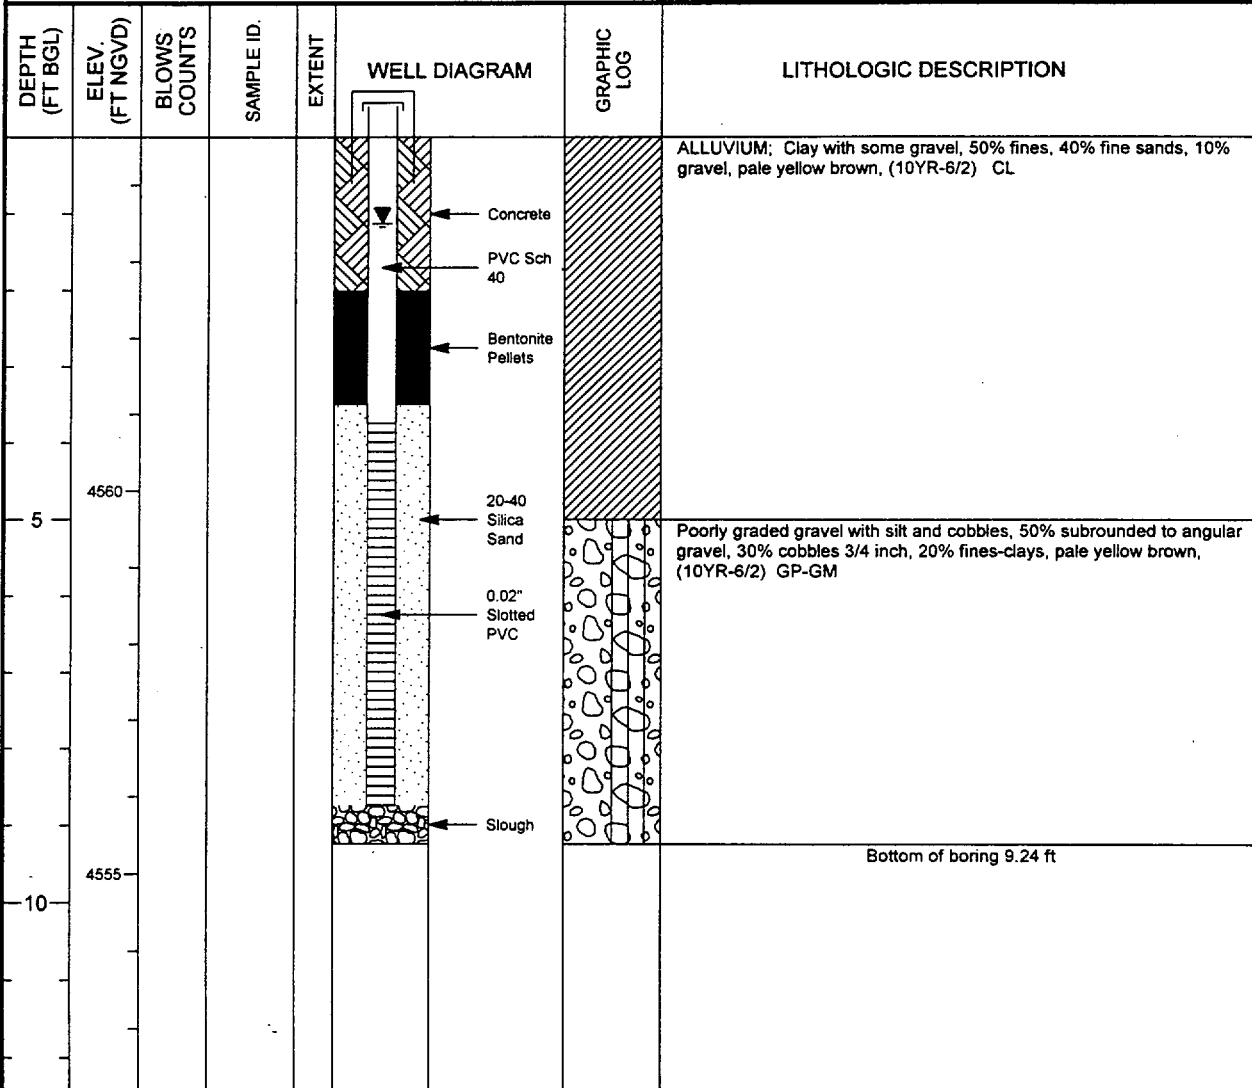 DEPTH
(FT BGL)
ELEV.
(FT NGVD)
BLOWS
COUNTS
SAMPLE ID.
EXTENT
WELL DIAGRAM
GRAPHIC
LOG
LITHOLOGIC DESCRIPTION
ALLUVIUM; Clay with some gravel, 50% fines, 40% fine sands, 10%
gravel, pale yellow brown, (10YR-6/2) CL
Concrete
PVC Sch
40
Bentonite
Pellets
4560
5
20-40
Silica
Sand
Poorly graded gravel with silt and cobbles, 50% subrounded to angular
gravel, 30% cobbles 3/4 inch, 20% fines-clays, pale yellow brown,
(10YR-6/2) GP-GM
0.02"
Slotted
PVC
Slough
Bottom of boring 9.24 ft
4555
10